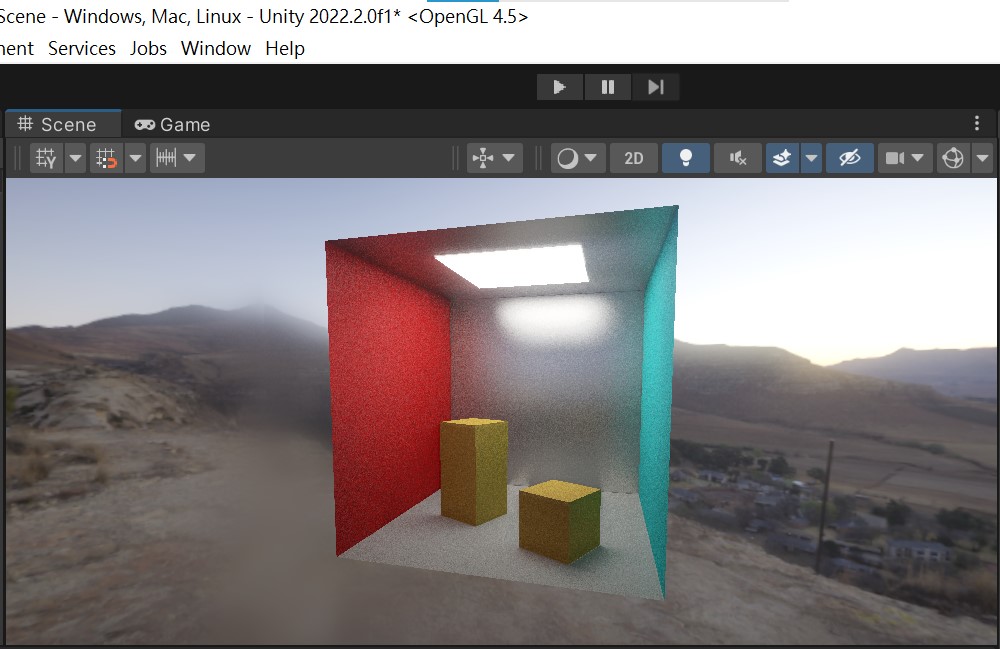 Scene - Windows, Mac, Linux - Unity 2022.2.0f1* <OpenGL 4.5>
nent Services Jobs Window Help
Scene Game
2D